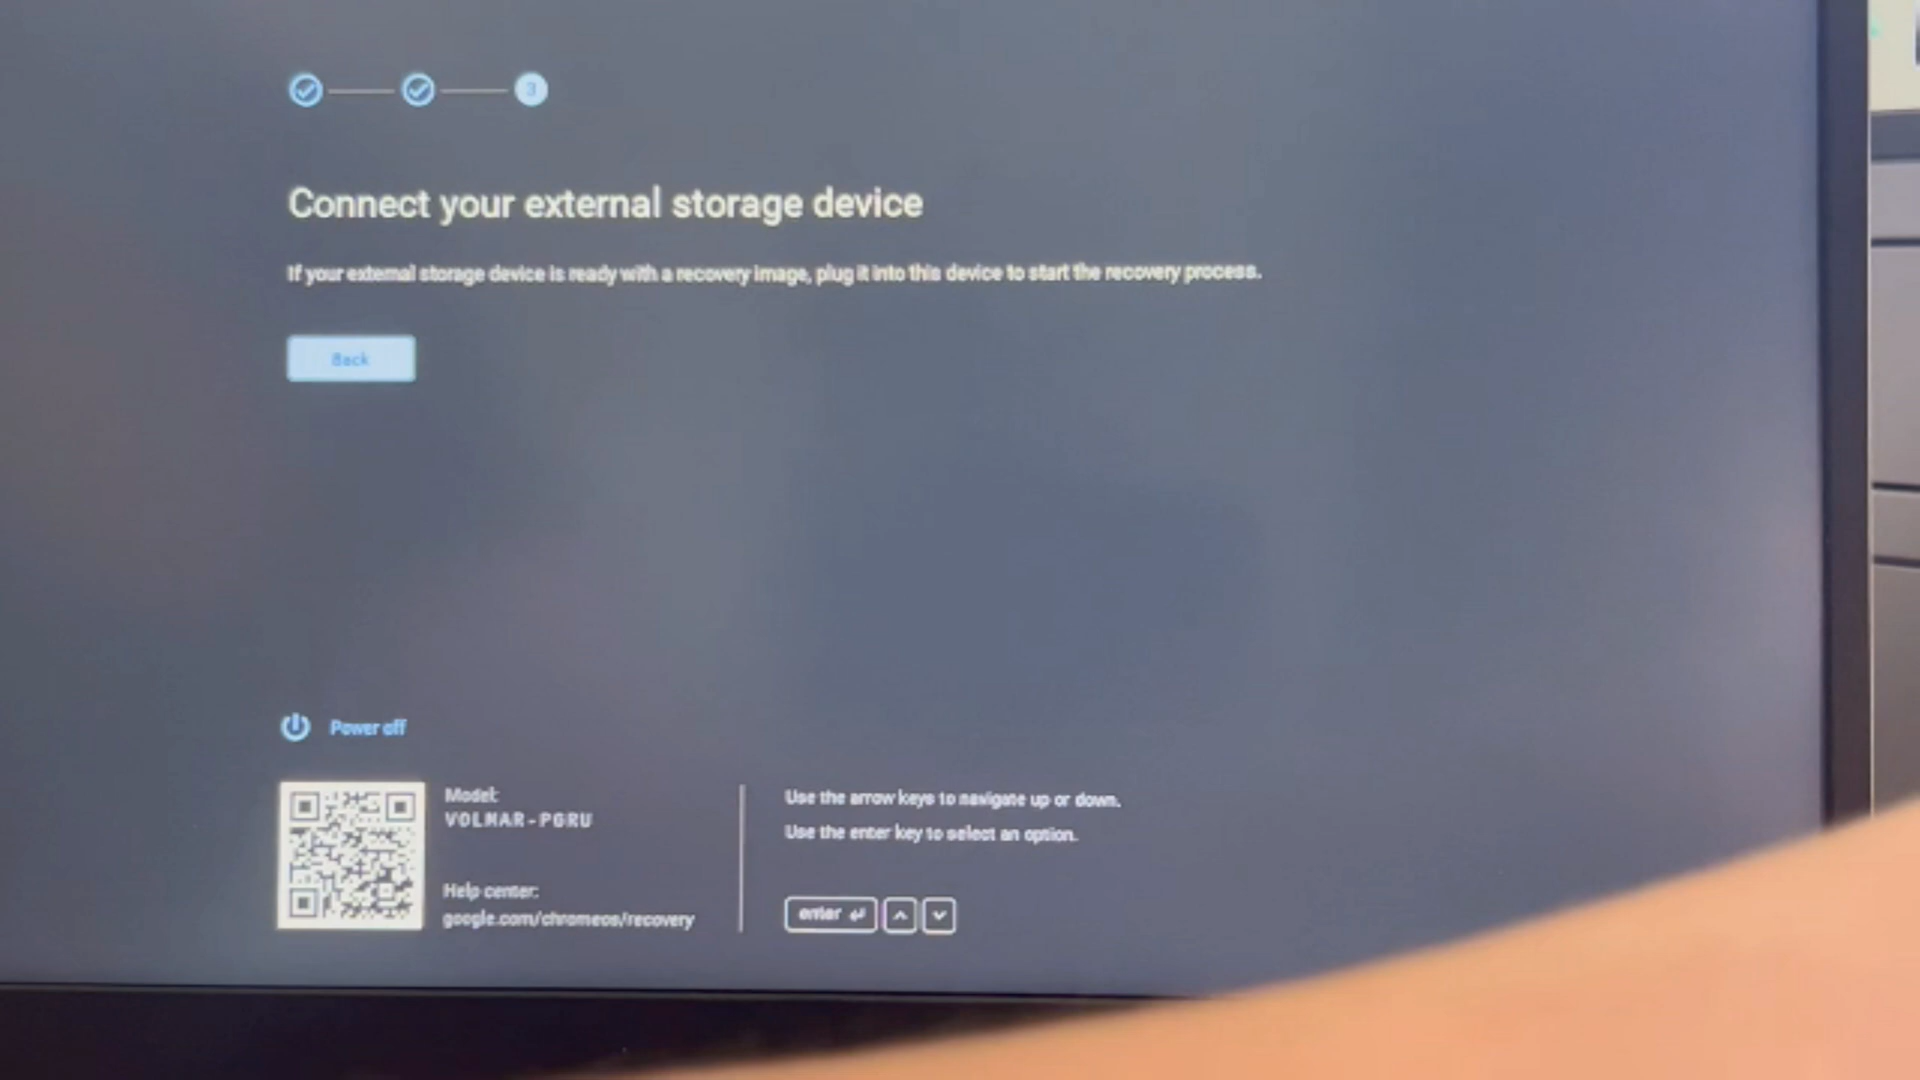 3
Connect your external storage device
If your external storage device is ready with a recovery image, plug it into this device to start the recovery process.
Back
Power off
Model:
VOLMAR-PGRU
Help center:
google.com/chromeos/recovery
Use the arrow keys to navigate up or down.
Use the enter key to select an option.
enter